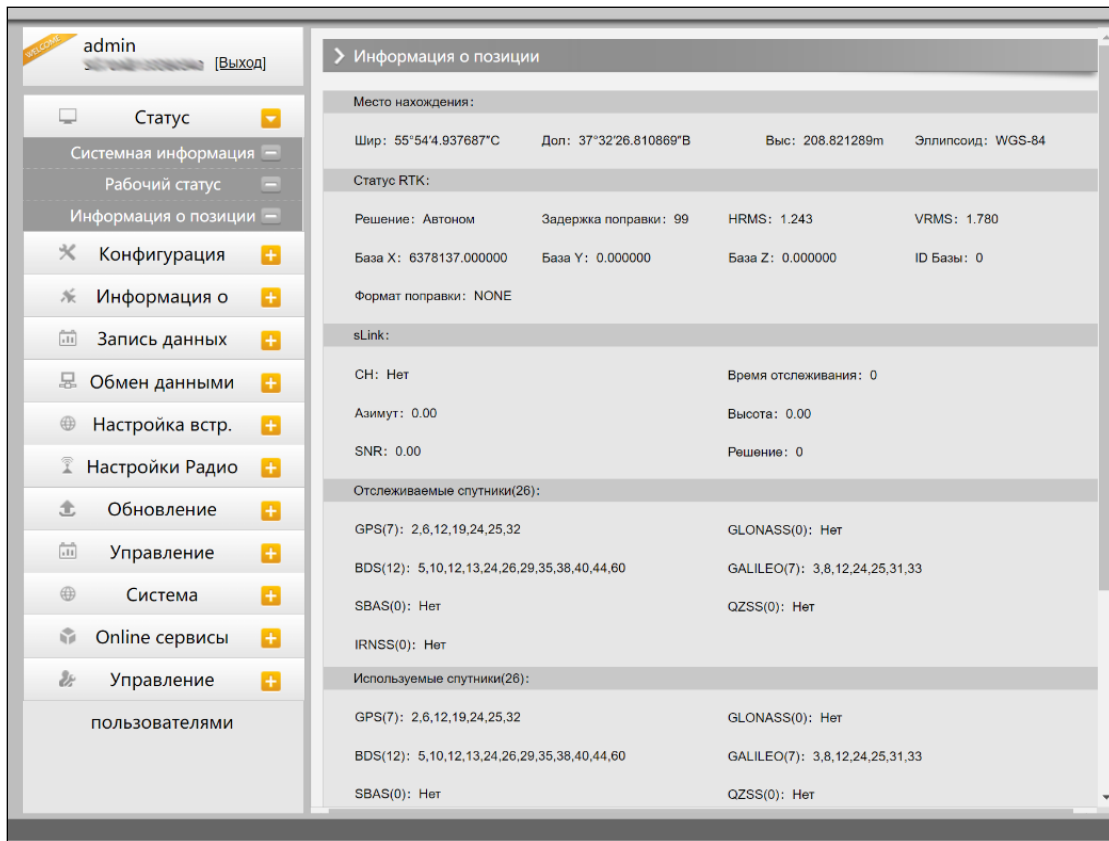 WELCOME
admin
[Выход]
Статус
Системная информация
Рабочий статус
Информация о позиции
Конфигурация
Информация о
Запись данных
Обмен данными
Настройка встр.
Настройки Радио
Обновление
Управление
Система
Online сервисы
Управление
пользователями
Информация о позиции
Место нахождения:
Шир: 55°54'4.937687"С Дол: 37°32'26.810869"В Выс: 208.821289m Эллипсоид: WGS-84
Статус RTK:
Решение: Автоном Задержка поправки: 99 HRMS: 1.243 VRMS: 1.780
База X: 6378137.000000 База Y: 0.000000 База Z: 0.000000 ID Базы: 0
Формат поправки: NONE
sLink:
CH: Нет Время отслеживания: 0
Азимут: 0.00 Высота: 0.00
SNR: 0.00 Решение: 0
Отслеживаемые спутники(26):
GPS(7): 2,6,12,19,24,25,32 GLONASS(0): Нет
BDS(12): 5,10,12,13,24,26,29,35,38,40,44,60 GALILEO(7): 3,8,12,24,25,31,33
SBAS(0): Нет QZSS(0): Нет
IRNSS(0): Нет
Используемые спутники(26):
GPS(7): 2,6,12,19,24,25,32 GLONASS(0): Нет
BDS(12): 5,10,12,13,24,26,29,35,38,40,44,60 GALILEO(7): 3,8,12,24,25,31,33
SBAS(0): Нет QZSS(0): Нет